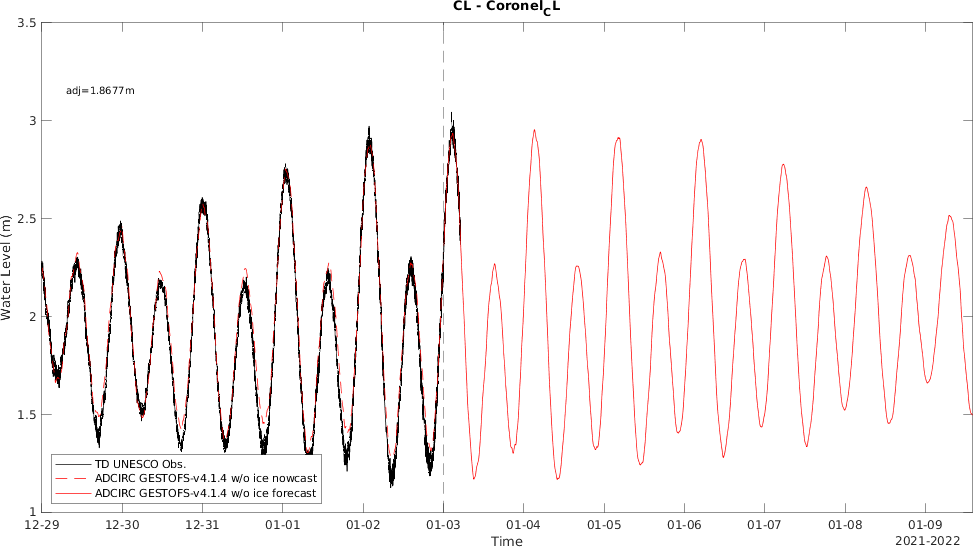 CL - Coronel_CL
3.5
adj=1.8677m
3
2.5
2
1.5
1
Water Level (m)
TD UNESCO Obs.
ADCIRC GESTOFS-v4.1.4 w/o ice nowcast
ADCIRC GESTOFS-v4.1.4 w/o ice forecast
12-29 12-30 12-31 01-01 01-02 01-03 01-04 01-05 01-06 01-07 01-08 01-09
Time
2021-2022